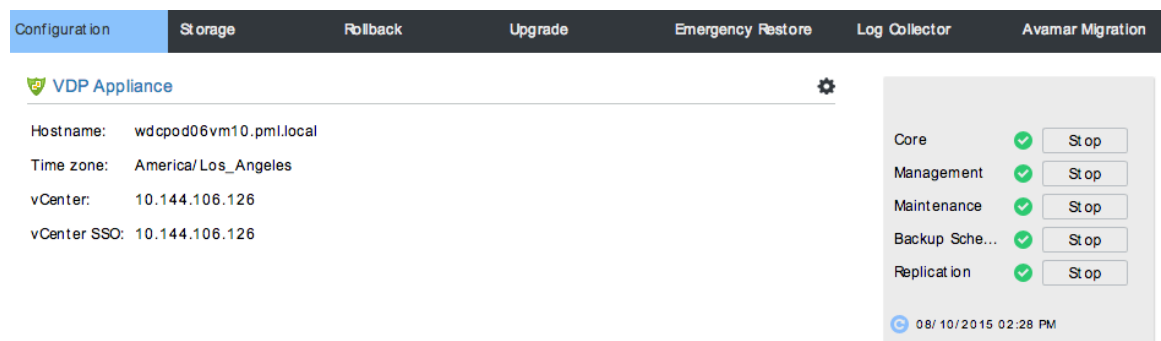 Configuration Storage Rollback Upgrade Emergency Restore Log Collector Avamar Migration
VDP Appliance
Hostname: wdcpod06vm10.pml.local
Time zone: America/Los_Angeles
vCenter: 10.144.106.126
vCenter SSO: 10.144.106.126
Core Stop
Management Stop
Maintenance Stop
Backup Sche... Stop
Replication Stop
08/10/2015 02:28 PM